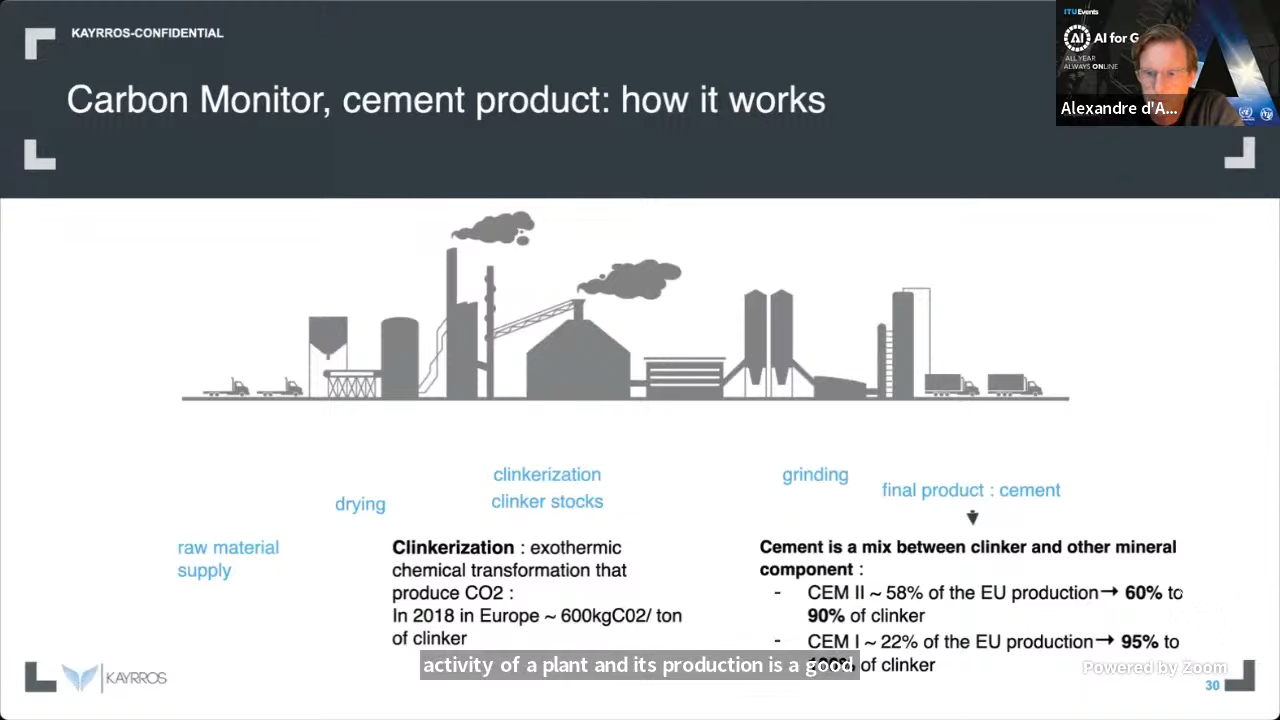 KAYRROS-CONFIDENTIAL
Carbon Monitor, cement product: how it works
ITUEvents
AI
AI for G
ALL YEAR
ALWAYS ONLINE
Alexandre d'A...
clinkerization
clinker stocks
grinding
drying
final product : cement
raw material
supply
Clinkerization : exothermic
chemical transformation that
produce CO2 :
In 2018 in Europe ~ 600kgC02/ ton
of clinker
Cement is a mix between clinker and other mineral
component :
- CEM II ~ 58% of the EU production→ 60% to
90% of clinker
- CEM I ~ 22% of the EU production→ 95% to
of clinker
activity of a plant and its production is a good
KAYRROS
Powered by Zoom
30